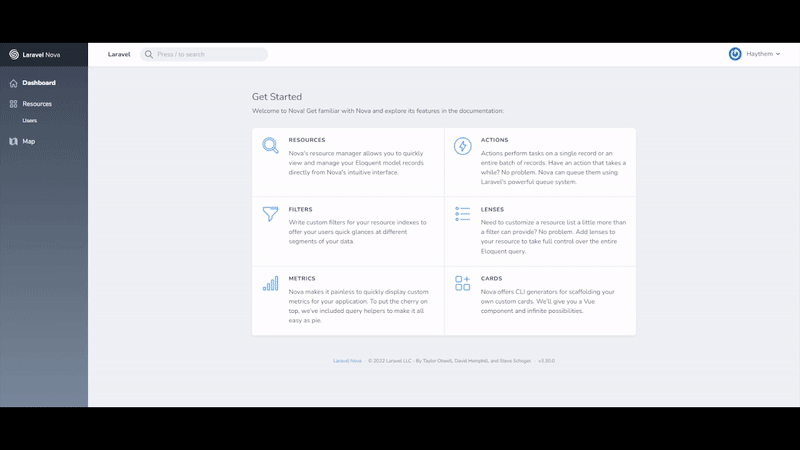 Laravel Nova
Laravel
Press / to search
Haythem
Dashboard
Resources
Users
Map
Get Started
Welcome to Nova! Get familiar with Nova and explore its features in the documentation:
RESOURCES
Nova's resource manager allows you to quickly
view and manage your Eloquent model records
directly from Nova's intuitive interface.
ACTIONS
Actions perform tasks on a single record or an
entire batch of records. Have an action that takes a
while? No problem. Nova can queue them using
Laravel's powerful queue system.
FILTERS
Write custom filters for your resource indexes to
offer your users quick glances at different
segments of your data.
LENSES
Need to customize a resource list a little more than
a filter can provide? No problem. Add lenses to
your resource to take full control over the entire
Eloquent query.
METRICS
Nova makes it painless to quickly display custom
metrics for your application. To put the cherry on
top, we've included query helpers to make it all
easy as pie.
CARDS
Nova offers CLI generators for scaffolding your
own custom cards. We'll give you a Vue
component and infinite possibilities.
Laravel Nova · © 2022 Laravel LLC - By Taylor Otwell, David Hemphill, and Steve Schoger. · v3.30.0